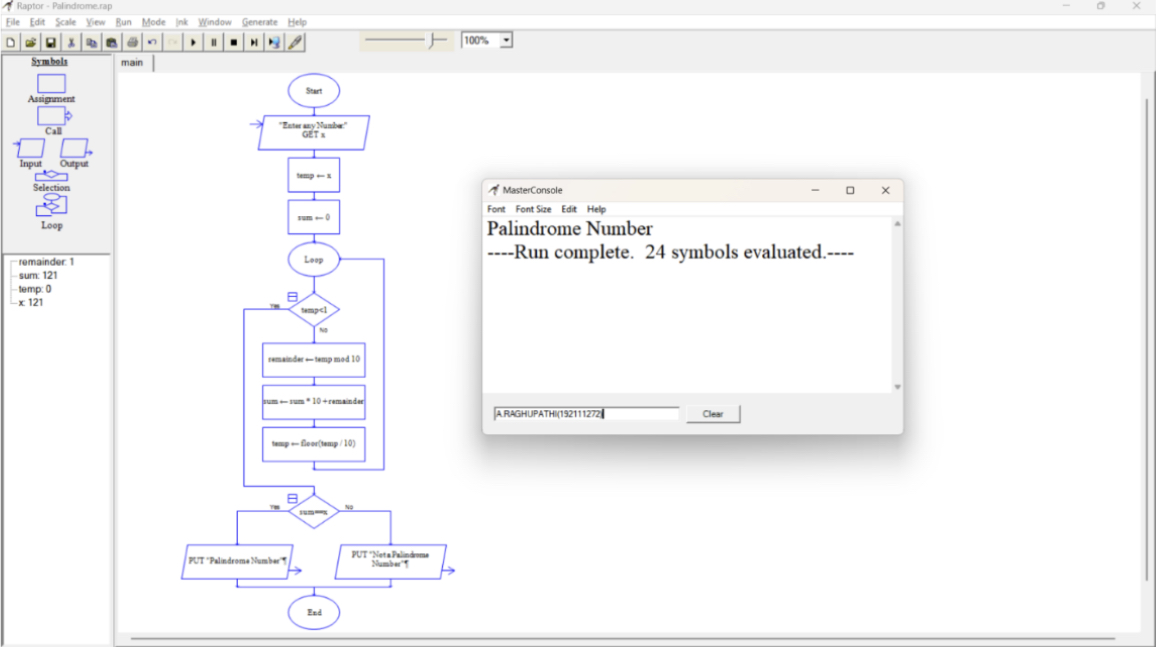 Raptor - Palindrome.rap
File Edit Scale View Run Mode Ink Window Generate Help
100%
Symbols
Assignment
Call
Input Output
Selection
Loop
remainder: 1
sum: 121
temp: 0
x: 121
main
Start
"Enter any Number"
GET x
temp ← x
sum ← 0
Loop
Yes
temp<1
No
remainder ← temp mod 10
sum ← sum * 10 + remainder
temp ← floor(temp / 10)
Yes
sum==x
No
PUT "Palindrome Number"¶
PUT "Not a Palindrome
Number"¶
End
MasterConsole
Font Font Size Edit Help
Palindrome Number
----Run complete. 24 symbols evaluated.----
A.RAGHUPATHI(192111272)
Clear